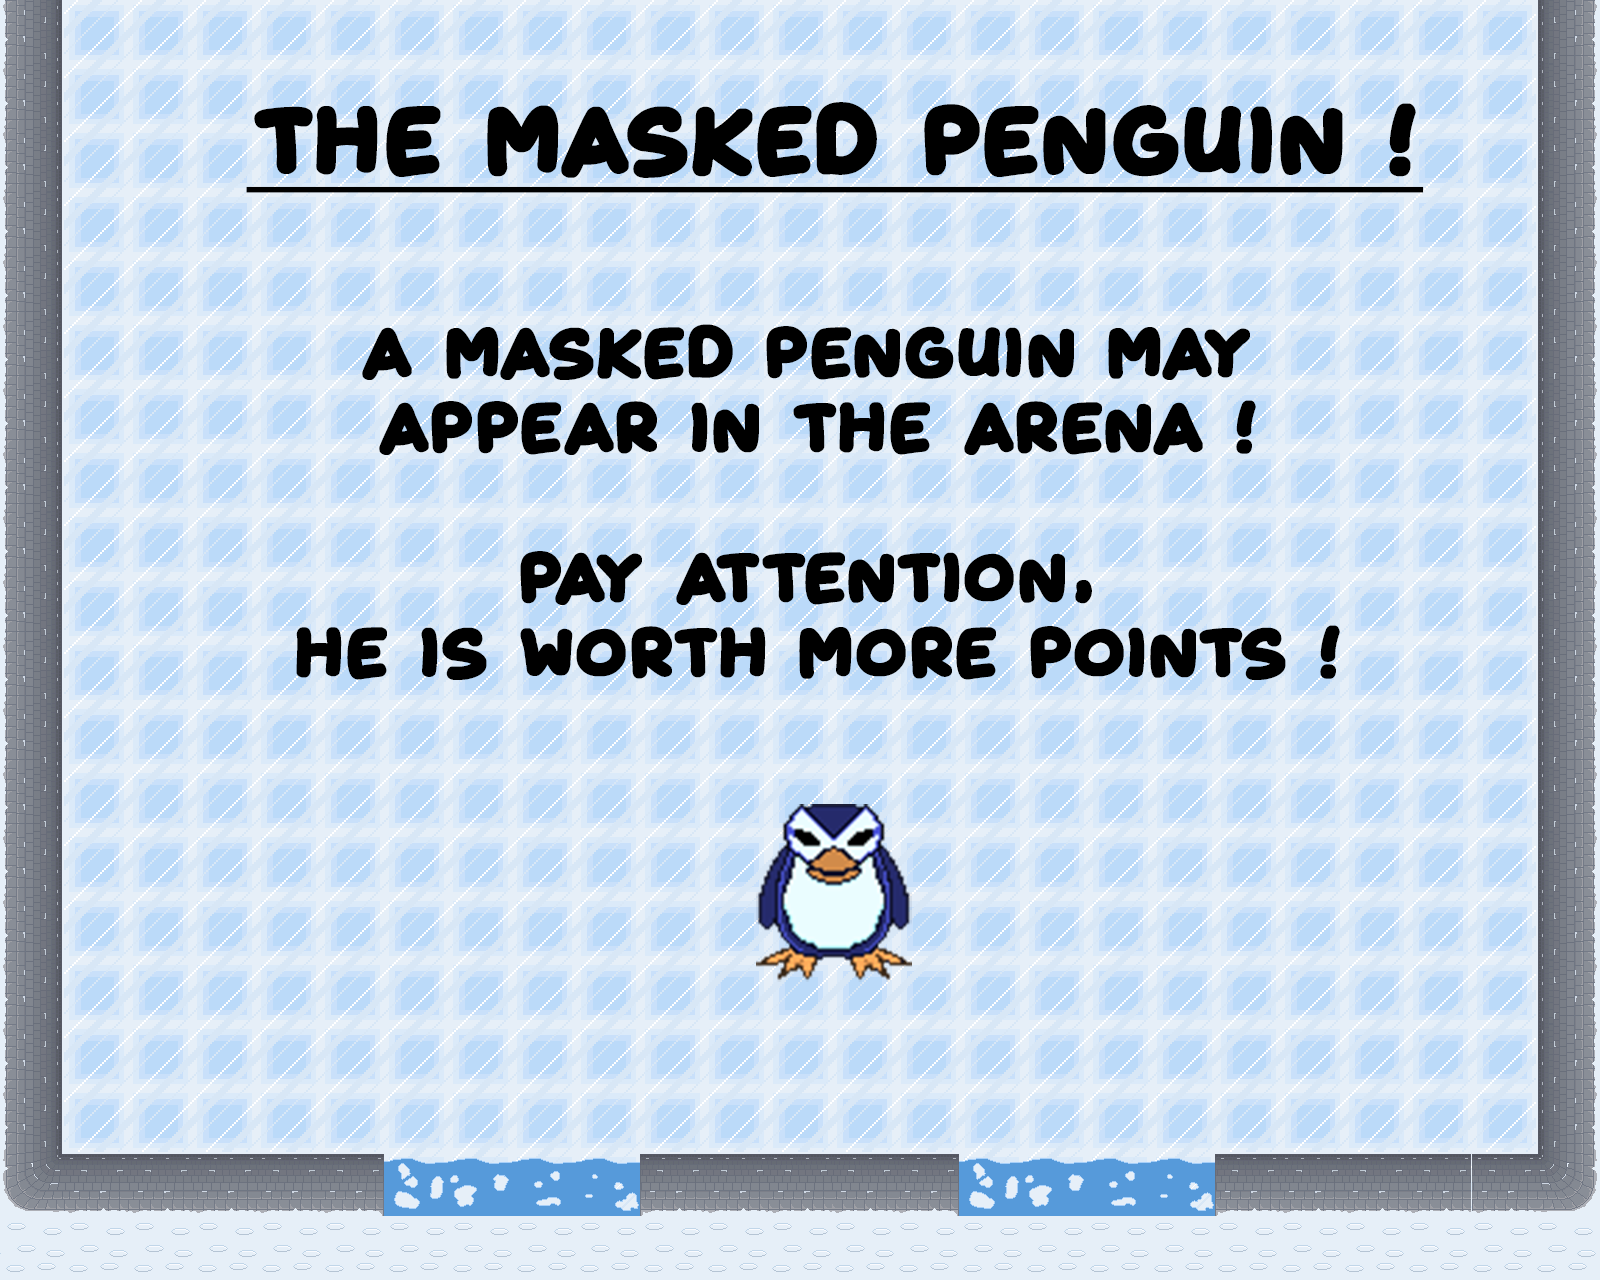 THE MASKED PENGUIN !
A MASKED PENGUIN MAY
APPEAR IN THE ARENA !
PAY ATTENTION,
HE IS WORTH MORE POINTS !